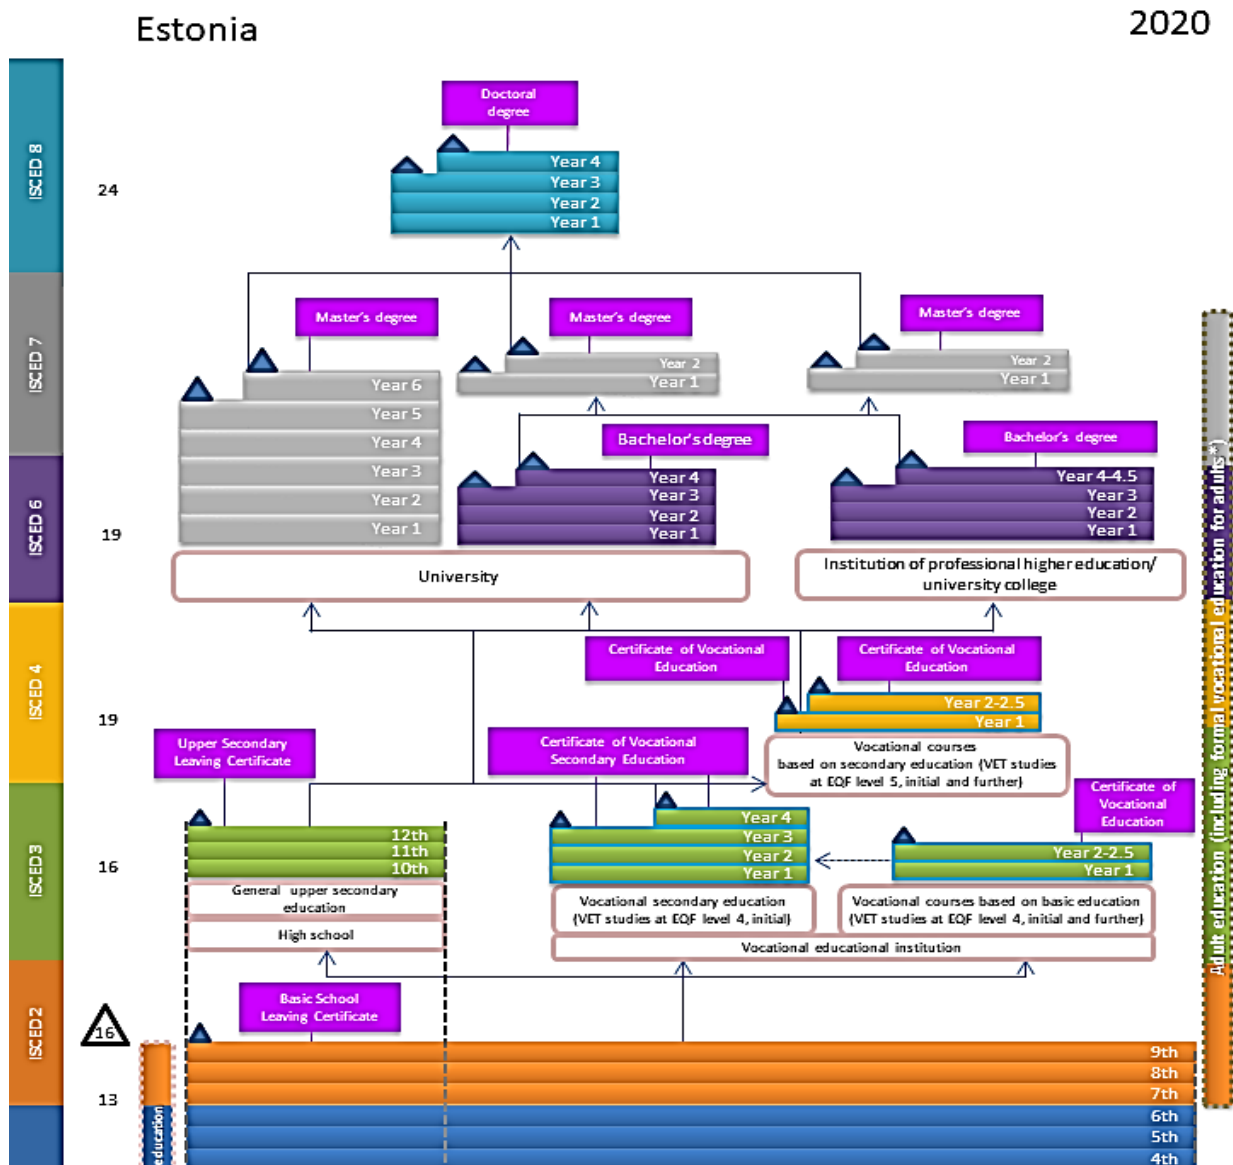 Estonia
2020
ISCED 8
24
Doctoral
degree
Year 4
Year 3
Year 2
Year 1
ISCED 7
Master's degree
Year 6
Year 5
Year 4
Year 3
Year 2
Year 1
Master's degree
Year 2
Year 1
Master's degree
Year 2
Year 1
ISCED 6
19
Bachelor's degree
Year 4
Year 3
Year 2
Year 1
Bachelor's degree
Year 4-4.5
Year 3
Year 2
Year 1
University
Institution of professional higher education/
university college
ISCED 4
19
Certificate of Vocational
Education
Certificate of Vocational
Education
Year 2-2.5
Year 1
Vocational courses
based on secondary education (VET studies
at EQF level 5, initial and further)
Upper Secondary
Leaving Certificate
Certificate of Vocational
Secondary Education
Certificate of
Vocational
Education
ISCED 3
16
12th
11th
10th
General upper secondary
education
High school
Year 4
Year 3
Year 2
Year 1
Vocational secondary education
(VET studies at EQF level 4, initial)
Year 2-2.5
Year 1
Vocational courses based on basic education
(VET studies at EQF level 4, initial and further)
Vocational educational institution
ISCED 2
16
13
Basic School
Leaving Certificate
9th
8th
7th
6th
5th
4th
education
Adult education (including formal vocational education for adults*)